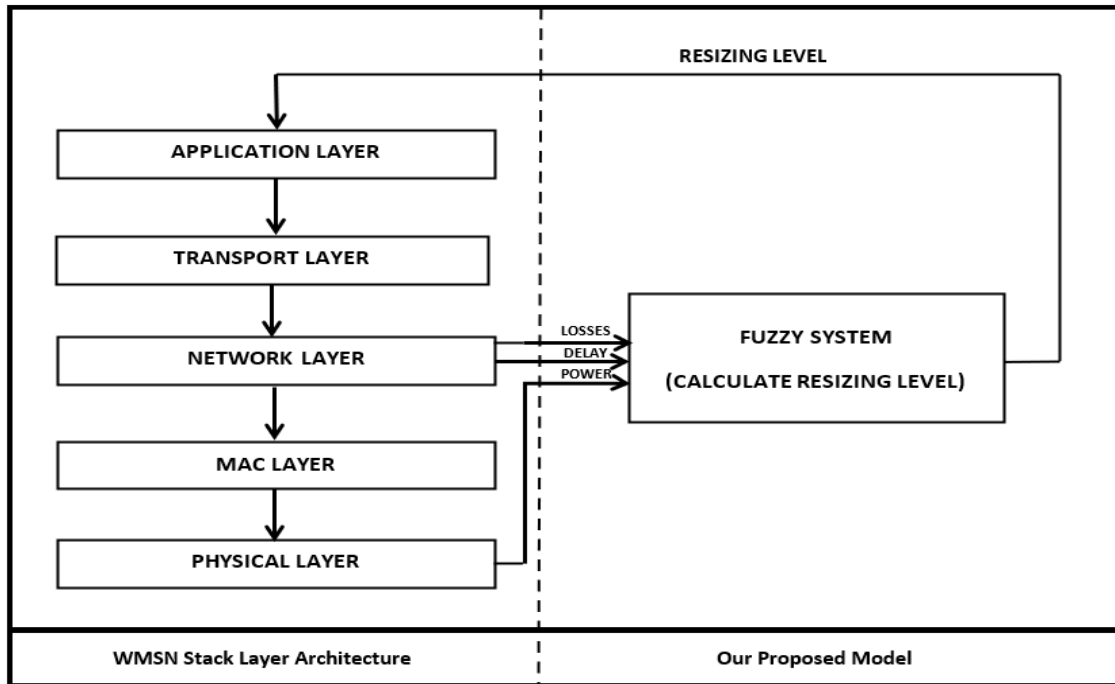 RESIZING LEVEL
APPLICATION LAYER
TRANSPORT LAYER
NETWORK LAYER
MAC LAYER
PHYSICAL LAYER
LOSSES
DELAY
POWER
FUZZY SYSTEM
(CALCULATE RESIZING LEVEL)
WMSN Stack Layer Architecture
Our Proposed Model